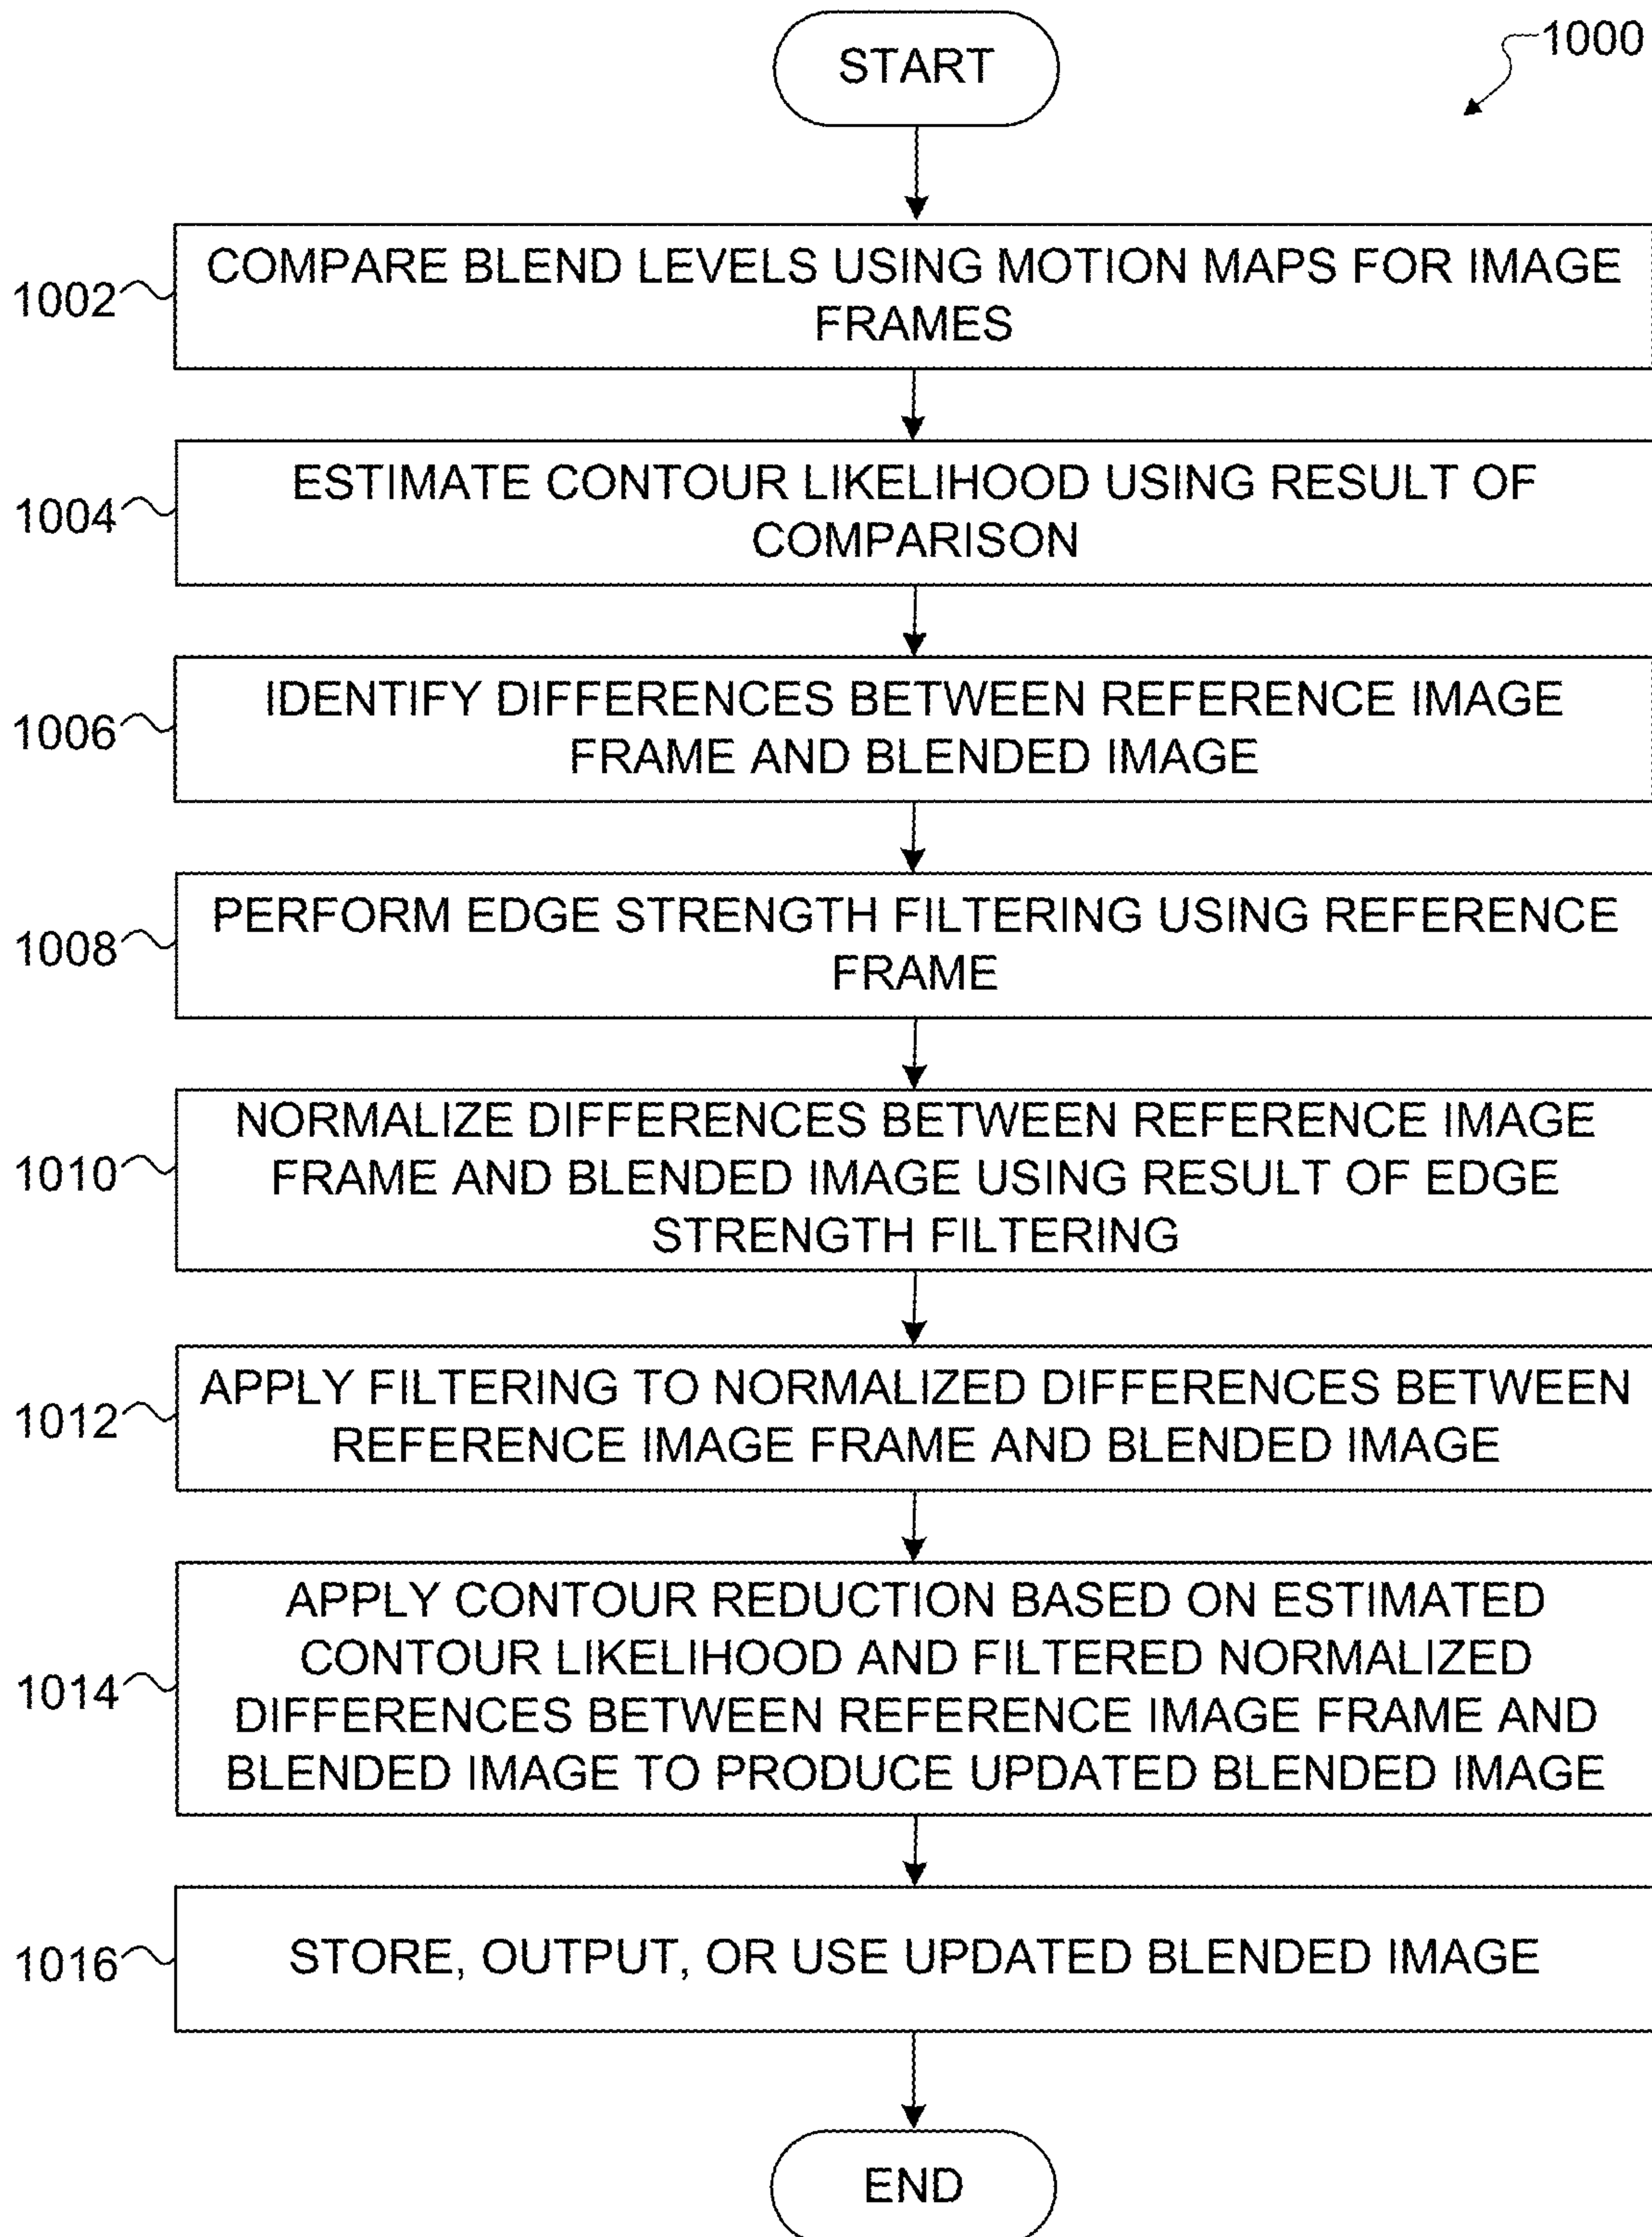 START
1000
COMPARE BLEND LEVELS USING MOTION MAPS FOR IMAGE
FRAMES
1002
ESTIMATE CONTOUR LIKELIHOOD USING RESULT OF
COMPARISON
1004
IDENTIFY DIFFERENCES BETWEEN REFERENCE IMAGE
FRAME AND BLENDED IMAGE
1006
PERFORM EDGE STRENGTH FILTERING USING REFERENCE
FRAME
1008
NORMALIZE DIFFERENCES BETWEEN REFERENCE IMAGE
FRAME AND BLENDED IMAGE USING RESULT OF EDGE
STRENGTH FILTERING
1010
APPLY FILTERING TO NORMALIZED DIFFERENCES BETWEEN
REFERENCE IMAGE FRAME AND BLENDED IMAGE
1012
APPLY CONTOUR REDUCTION BASED ON ESTIMATED
CONTOUR LIKELIHOOD AND FILTERED NORMALIZED
DIFFERENCES BETWEEN REFERENCE IMAGE FRAME AND
BLENDED IMAGE TO PRODUCE UPDATED BLENDED IMAGE
1014
STORE, OUTPUT, OR USE UPDATED BLENDED IMAGE
1016
END